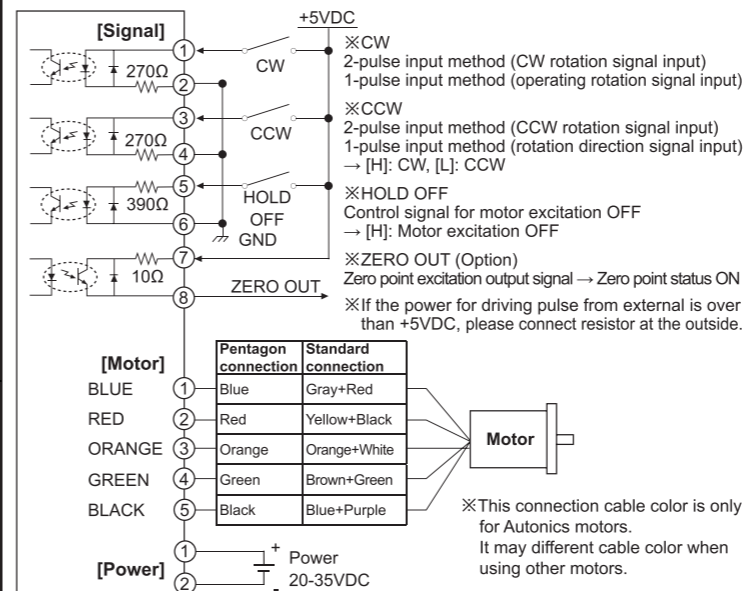 +5VDC
[Signal]
1
CW
270Ω
2
3
CCW
270Ω
4
5
HOLD
OFF
390Ω
6
GND
7
10Ω
8
ZERO OUT
※CW
2-pulse input method (CW rotation signal input)
1-pulse input method (operating rotation signal input)
※CCW
2-pulse input method (CCW rotation signal input)
1-pulse input method (rotation direction signal input)
→ [H]: CW, [L]: CCW
※HOLD OFF
Control signal for motor excitation OFF
→ [H]: Motor excitation OFF
※ZERO OUT (Option)
Zero point excitation output signal → Zero point status ON
※If the power for driving pulse from external is over
than +5VDC, please connect resistor at the outside.
[Motor]
Pentagon connection Standard connection
BLUE 1 Blue Gray+Red
RED 2 Red Yellow+Black
ORANGE 3 Orange Orange+White
GREEN 4 Green Brown+Green
BLACK 5 Black Blue+Purple
Motor
※This connection cable color is only
for Autonics motors.
It may different cable color when
using other motors.
[Power]
1
2
+
-
Power
20-35VDC